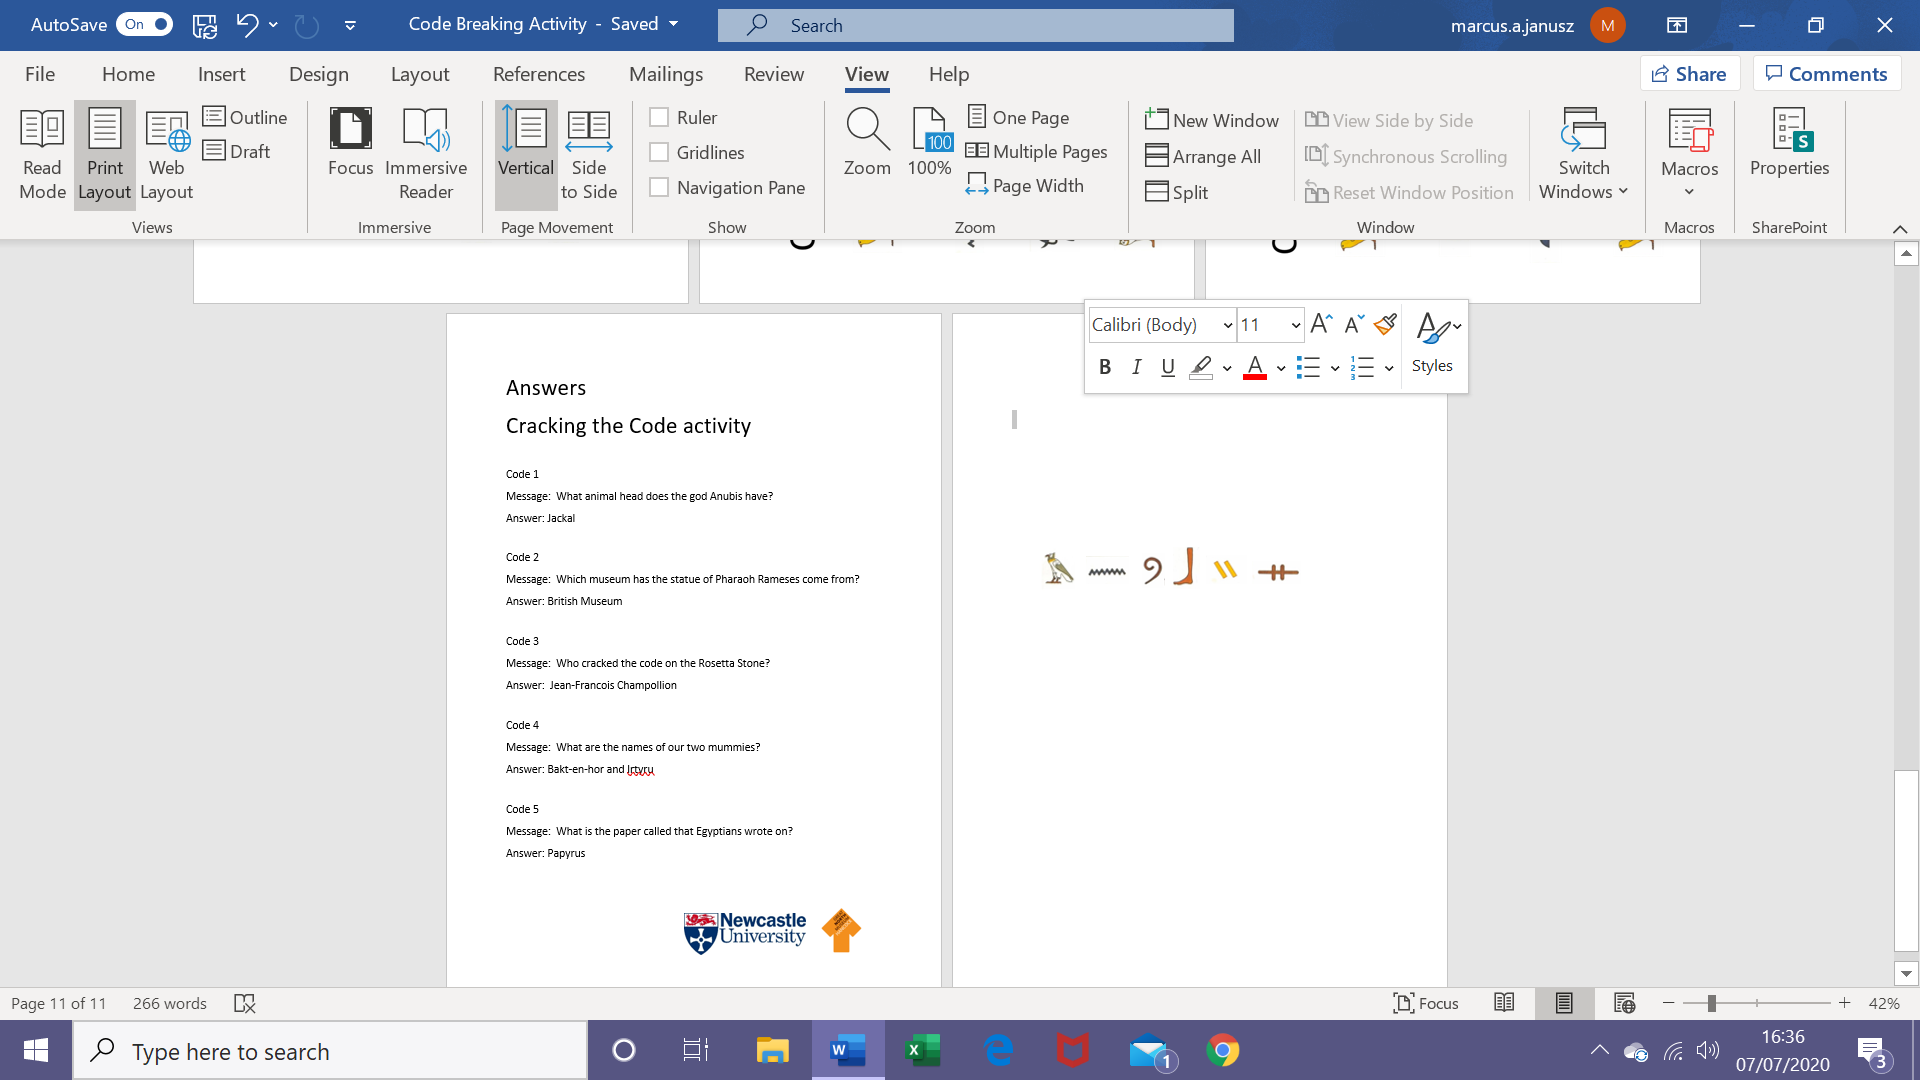 AutoSave On Code Breaking Activity - Saved Search marcus.a.janusz M
File Home Insert Design Layout References Mailings Review View Help Share Comments
Read Mode
Print Layout
Web Layout
Outline
Draft
Views
Focus
Immersive Reader
Immersive
Vertical
Side to Side
Page Movement
Ruler
Gridlines
Navigation Pane
Show
Zoom
100
100%
One Page
Multiple Pages
Page Width
Zoom
New Window
Arrange All
Split
View Side by Side
Synchronous Scrolling
Reset Window Position
Switch Windows
Window
Macros
Macros
S
Properties
SharePoint
Calibri (Body) 11
B I U A
Styles
Answers
Cracking the Code activity
Code 1
Message: What animal head does the god Anubis have?
Answer: Jackal
Code 2
Message: Which museum has the statue of Pharaoh Rameses come from?
Answer: British Museum
Code 3
Message: Who cracked the code on the Rosetta Stone?
Answer: Jean-Francois Champollion
Code 4
Message: What are the names of our two mummies?
Answer: Bakt-en-hor and Irtyru
Code 5
Message: What is the paper called that Egyptians wrote on?
Answer: Papyrus
Newcastle
University
Page 11 of 11 266 words Focus 42%
Type here to search
W X 1
16:36
07/07/2020
3